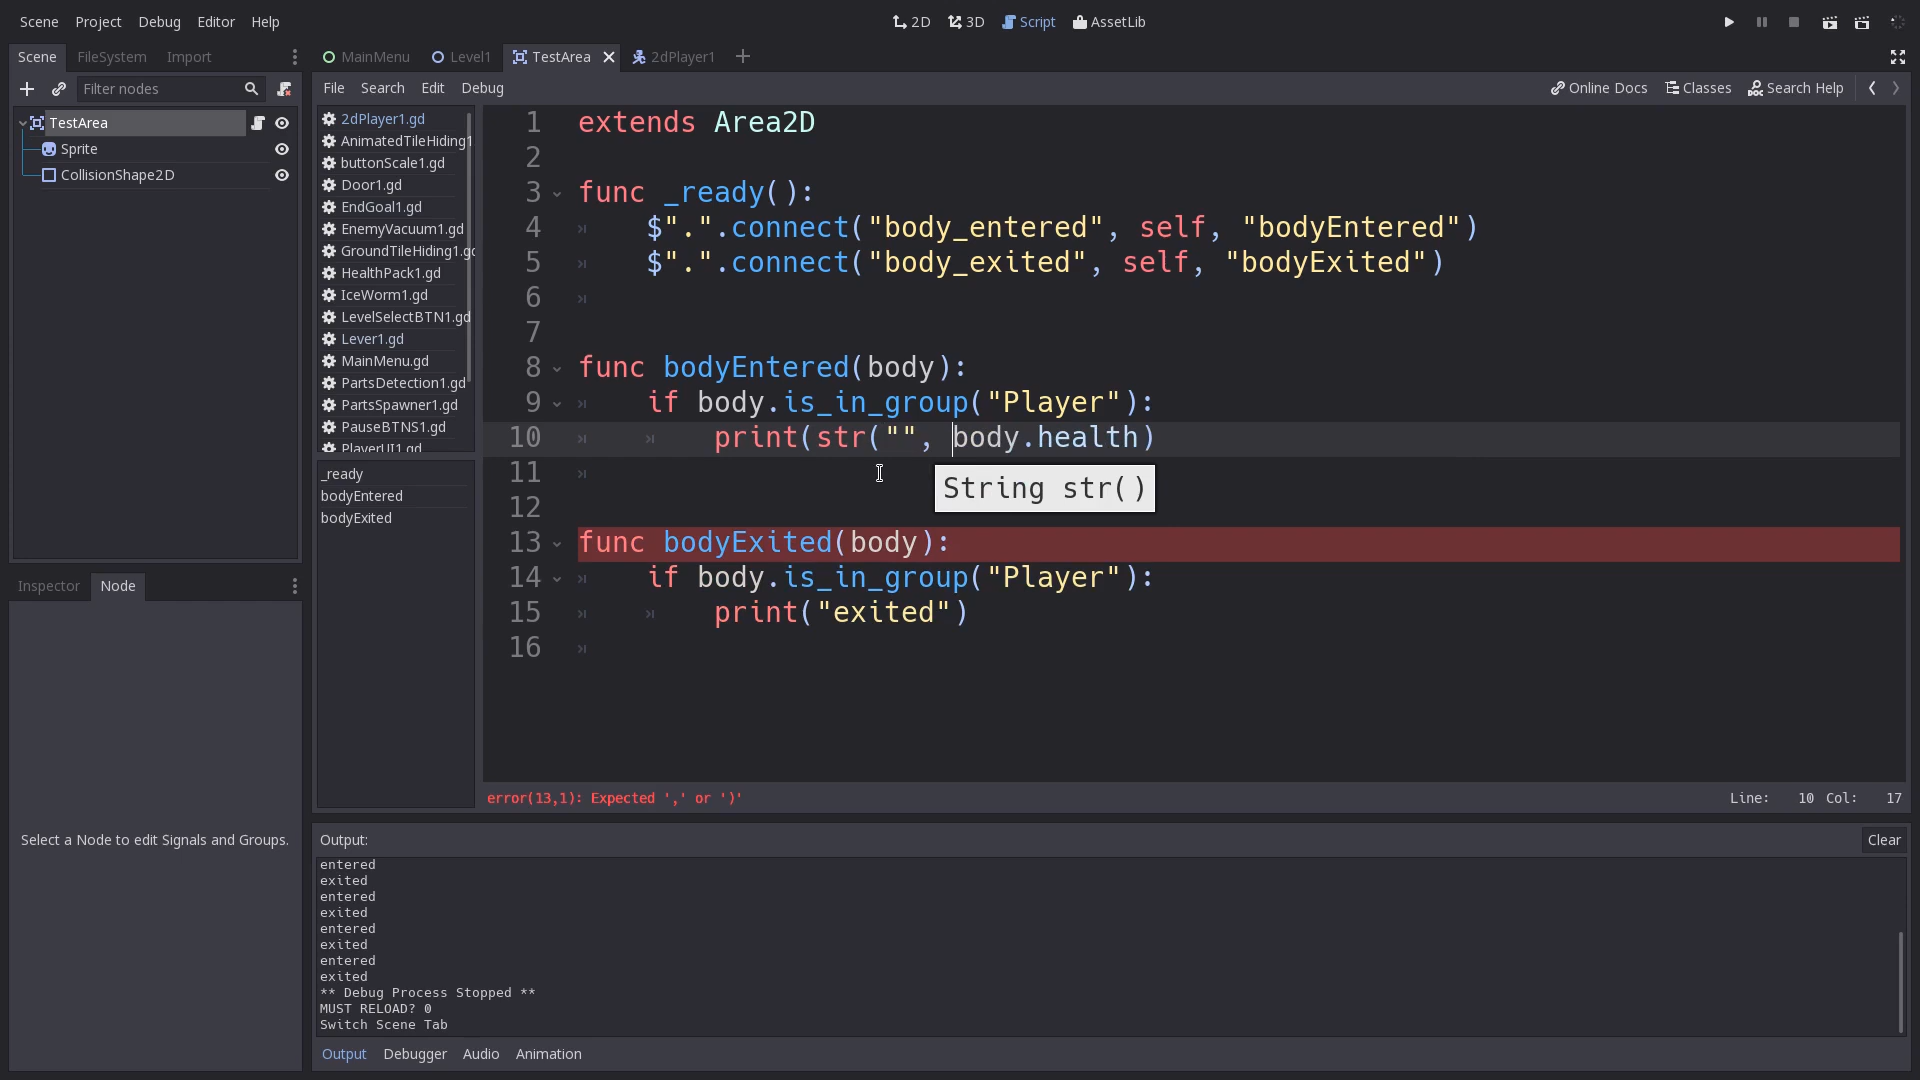 Scene Project Debug Editor Help 2D 3D Script AssetLib
Scene FileSystem Import
MainMenu Level1 TestArea 2dPlayer1
Filter nodes
TestArea
Sprite
CollisionShape2D
File Search Edit Debug Online Docs Classes Search Help
2dPlayer1.gd
AnimatedTileHiding1
buttonScale1.gd
Door1.gd
EndGoal1.gd
EnemyVacuum1.gd
GroundTileHiding1.gd
HealthPack1.gd
IceWorm1.gd
LevelSelectBTN1.gd
Lever1.gd
MainMenu.gd
PartsDetection1.gd
PartsSpawner1.gd
PauseBTNS1.gd
PlayerUI1.gd
_ready
bodyEntered
bodyExited
1 extends Area2D
2
3 func _ready():
4 $".".connect("body_entered", self, "bodyEntered")
5 $".".connect("body_exited", self, "bodyExited")
6
7
8 func bodyEntered(body):
9 if body.is_in_group("Player"):
10 print(str("", body.health)
11
String str()
12
13 func bodyExited(body):
14 if body.is_in_group("Player"):
15 print("exited")
16
error(13,1): Expected ',' or ')' Line: 10 Col: 17
Inspector Node
Select a Node to edit Signals and Groups.
Output: Clear
entered
exited
entered
exited
entered
exited
entered
exited
** Debug Process Stopped **
MUST RELOAD? 0
Switch Scene Tab
Output Debugger Audio Animation